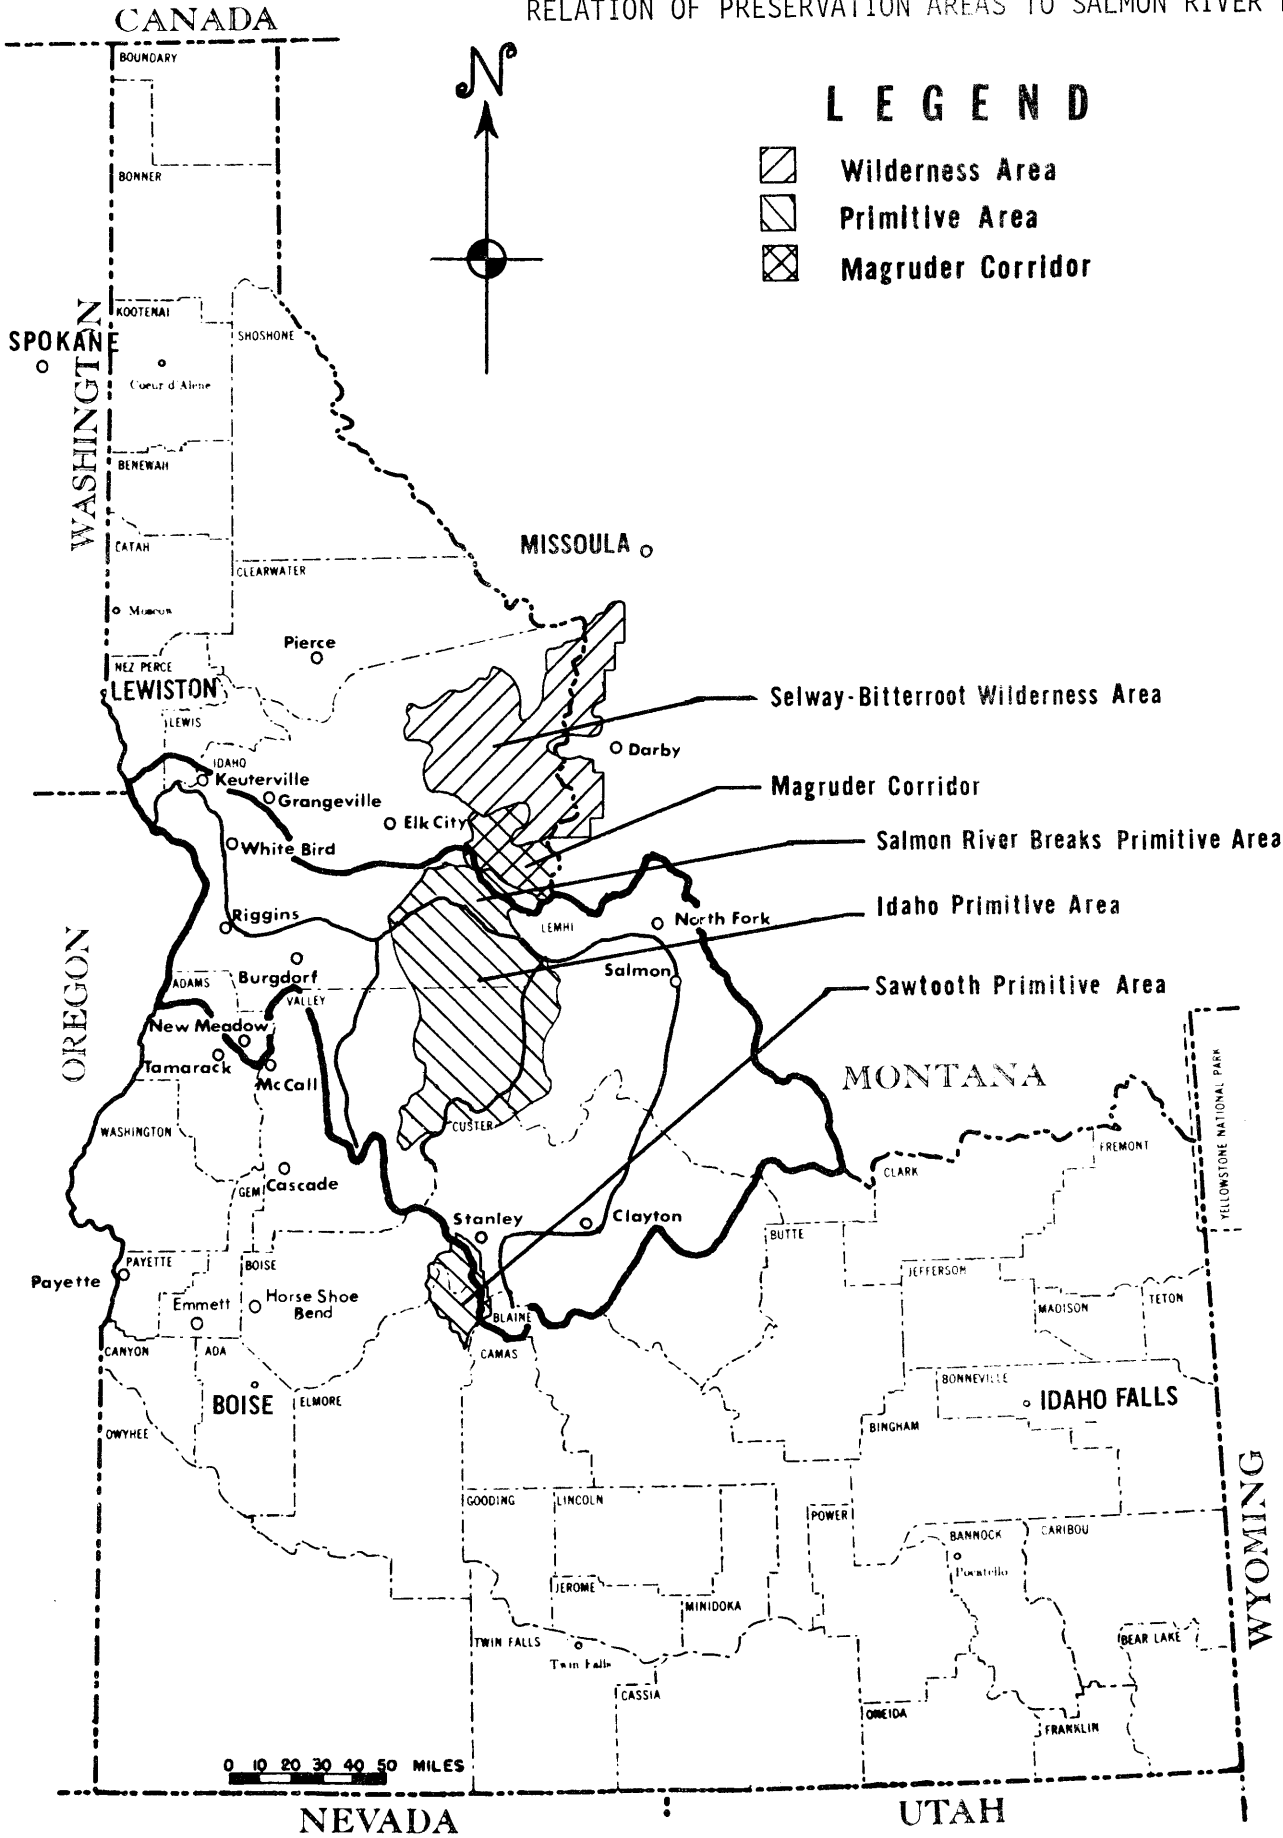 RELATION OF PRESERVATION AREAS TO SALMON RIVER
CANADA
N
LEGEND
Wilderness Area
Primitive Area
Magruder Corridor
BOUNDARY
BONNER
KOOTENAI
SHOSHONE
SPOKANE
WASHINGTON
Coeur d'Alene
BENEWAH
MISSOULA
CATAH
CLEARWATER
Moscow
Pierce
NEZ PERCE
LEWISTON
LEWIS
Selway-Bitterroot Wilderness Area
Darby
IDAHO
Keuterville
Grangeville
Magruder Corridor
Elk City
White Bird
Salmon River Breaks Primitive Area
Riggins
LEMHI
North Fork
Idaho Primitive Area
OREGON
Burgdorf
Salmon
ADAMS
VALLEY
Sawtooth Primitive Area
New Meadow
Tamarack
McCall
MONTANA
YELLOWSTONE NATIONAL PARK
WASHINGTON
CUSTER
FREMONT
CLARK
GEM
Cascade
Stanley
Clayton
BUTTE
Payette
PAYETTE
BOISE
JEFFERSOM
Emmett
Horse Shoe
Bend
BLAINE
MADISON
TETON
CANYON
ADA
CAMAS
BOISE
ELMORE
BONNEVILLE
IDAHO FALLS
OWYHEE
BINGHAM
WYOMING
GOODING
LINCOLN
POWER
BANNOCK
CARIBOU
Pocatello
JEROME
MINIDOKA
TWIN FALLS
Twin Falls
BEAR LAKE
CASSIA
ONEIDA
FRANKLIN
0 10 20 30 40 50 MILES
NEVADA
UTAH